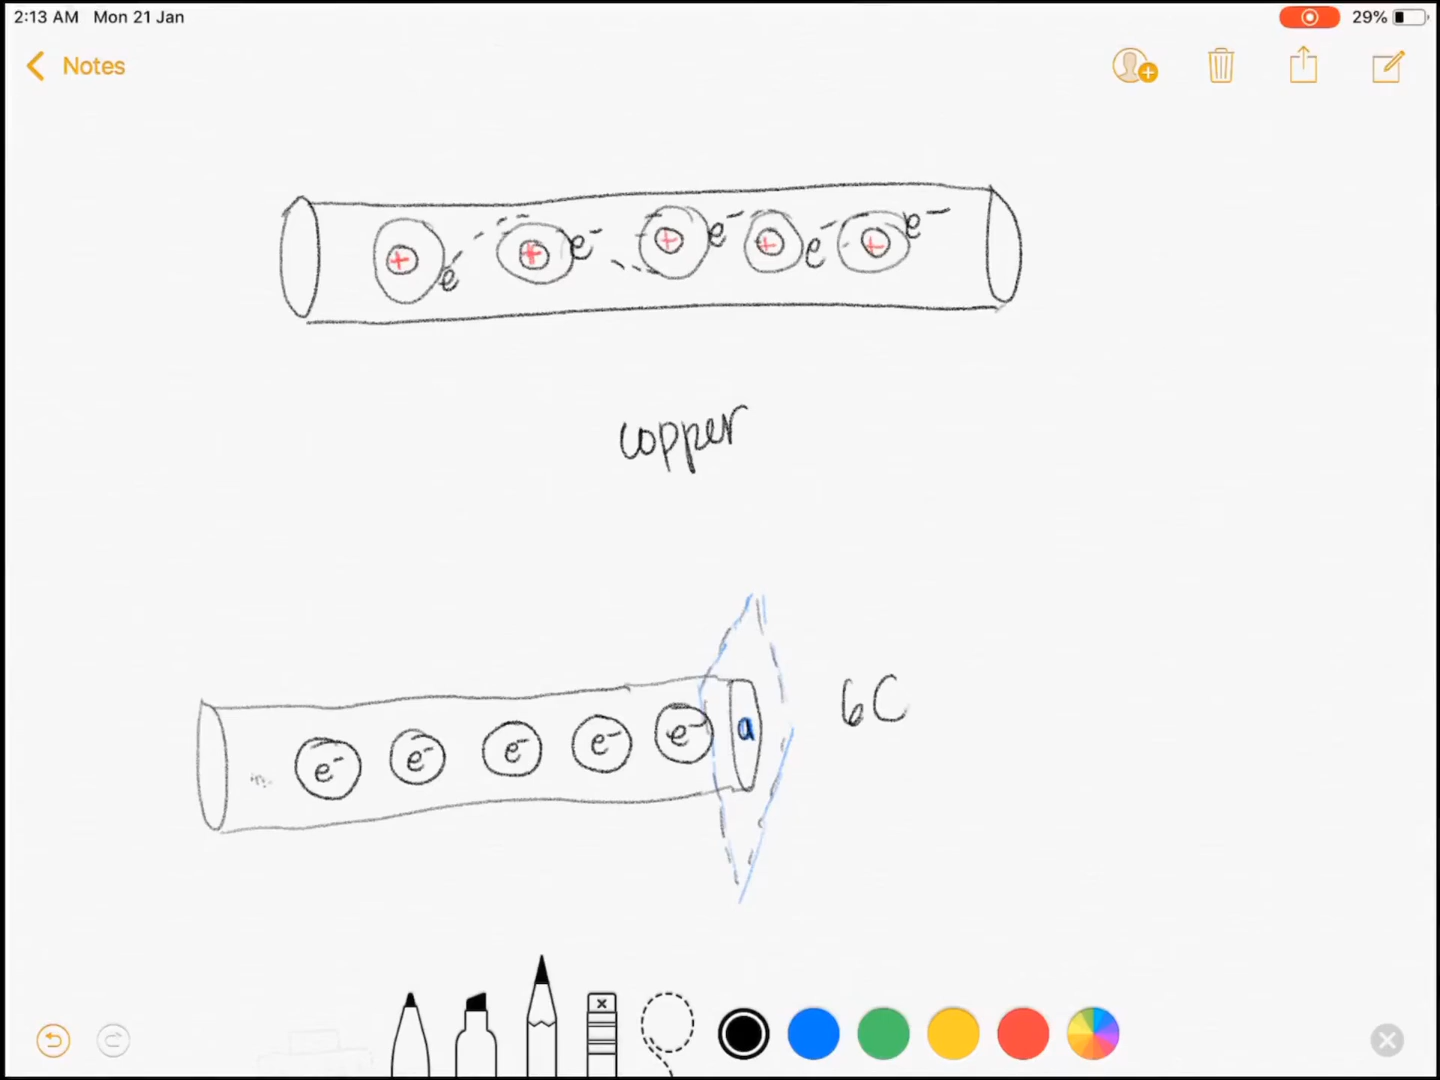 2:13 AM Mon 21 Jan 29%
Notes
+ e + e⁻ + e⁻ + e⁻ + e⁻
copper
e⁻ e⁻ e⁻ e⁻ e⁻ a 6C